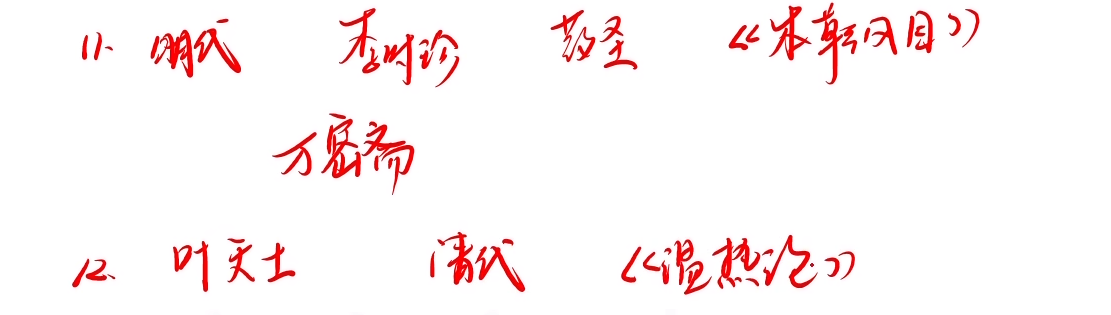 11. 明代 李时珍 药圣 《本草纲目》
万密斋
12. 叶天士 清代 《温热论》